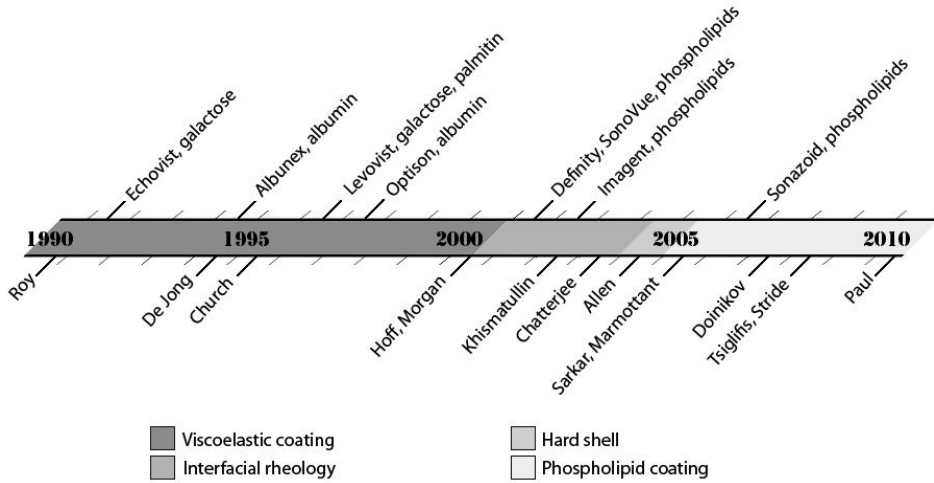 Echovist, galactose
Albunex, albumin
Levovist, galactose, palmitin
Optison, albumin
Definity, SonoVue, phospholipids
Imagent, phospholipids
Sonazoid, phospholipids
1990 1995 2000 2005 2010
Roy
De Jong
Church
Hoff, Morgan
Khismatullin
Chatterjee
Allen
Sarkar, Marmottant
Doinikov
Tsiglifis, Stride
Paul
Viscoelastic coating
Interfacial rheology
Hard shell
Phospholipid coating